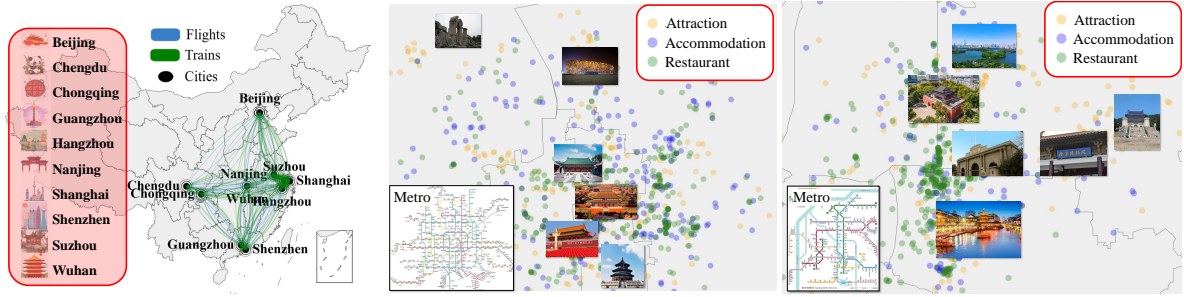 Beijing
Chengdu
Chongqing
Guangzhou
Hangzhou
Nanjing
Shanghai
Shenzhen
Suzhou
Wuhan
Flights
Trains
Cities
Beijing
Suzhou
Nanjing
Shanghai
Chengdu
Chongqing
Wuhan
Hangzhou
Guangzhou
Shenzhen
Attraction
Accommodation
Restaurant
Metro
Attraction
Accommodation
Restaurant
Metro